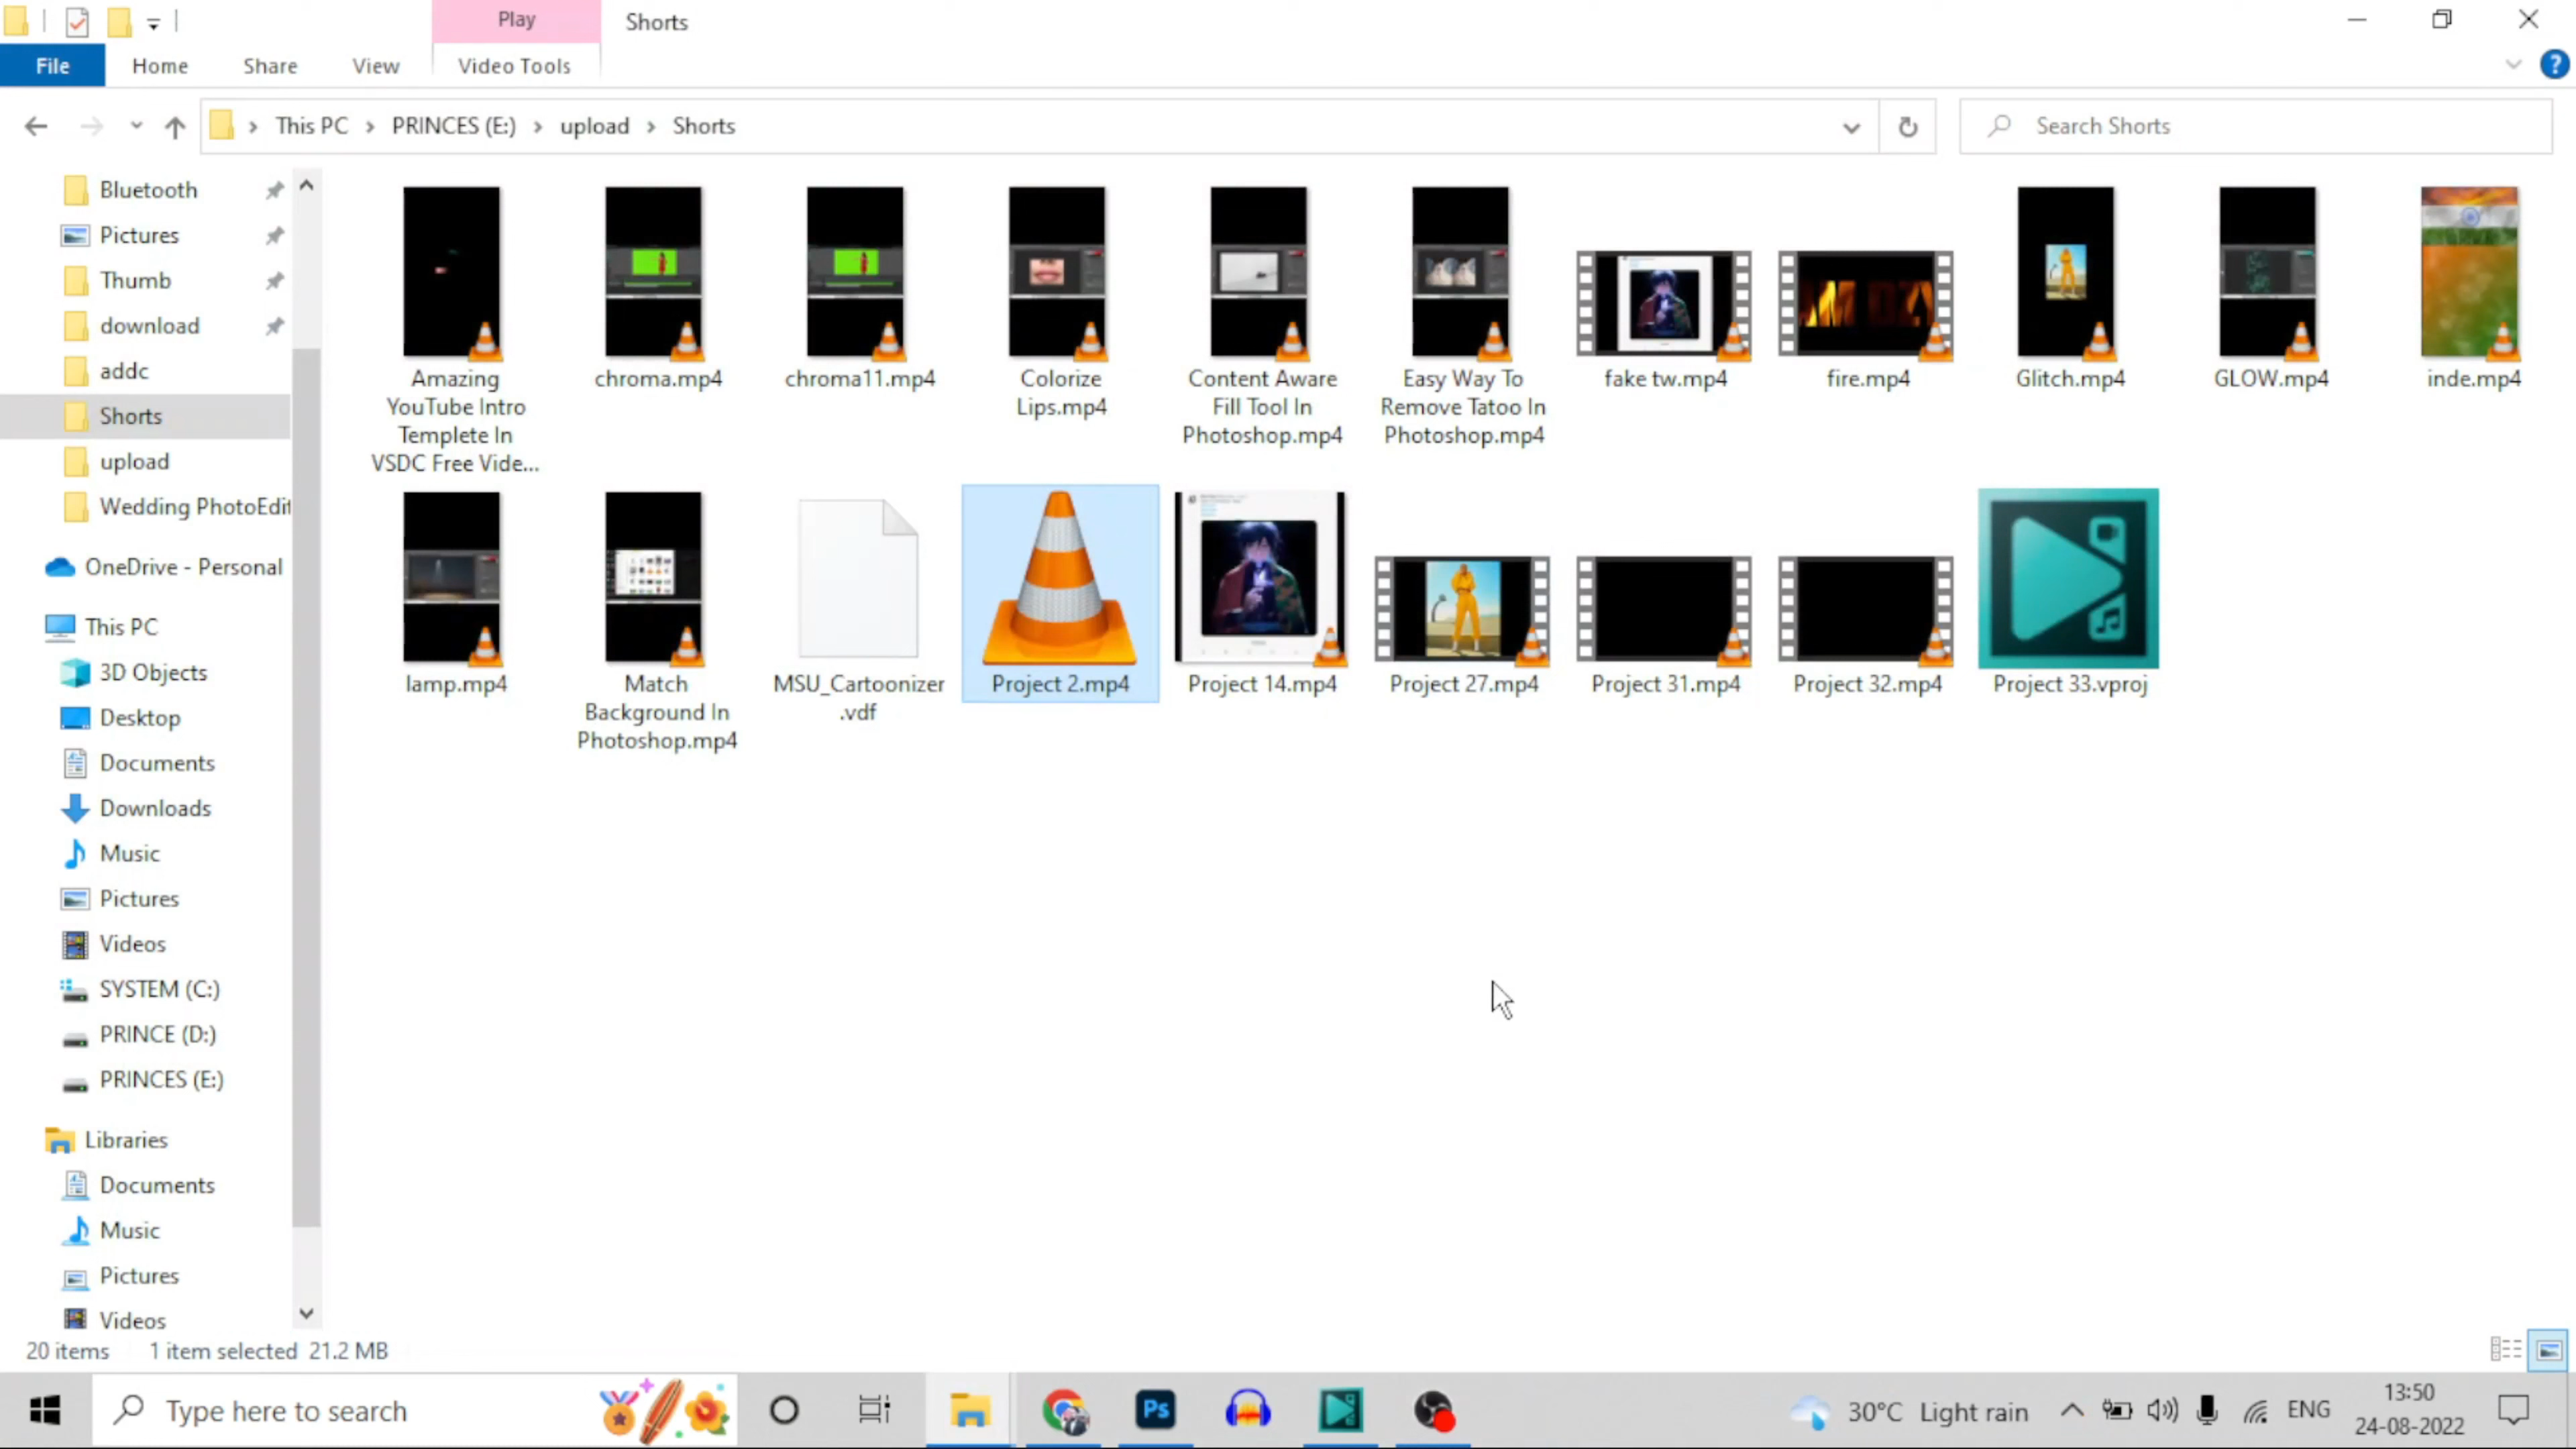 Play
Shorts
File
Home
Share
View
Video Tools
This PC
PRINCES (E:)
upload
Shorts
Search Shorts
Bluetooth
Pictures
Thumb
download
addc
Shorts
upload
Wedding PhotoEdit
OneDrive - Personal
This PC
3D Objects
Desktop
Documents
Downloads
Music
Pictures
Videos
SYSTEM (C:)
PRINCE (D:)
PRINCES (E:)
Libraries
Documents
Music
Pictures
Videos
Amazing
YouTube Intro
Templete In
VSDC Free Vide...
chroma.mp4
chroma11.mp4
Colorize
Lips.mp4
Content Aware
Fill Tool In
Photoshop.mp4
Easy Way To
Remove Tatoo In
Photoshop.mp4
fake tw.mp4
fire.mp4
Glitch.mp4
GLOW.mp4
inde.mp4
lamp.mp4
Match
Background In
Photoshop.mp4
MSU_Cartoonizer
.vdf
Project 2.mp4
Project 14.mp4
Project 27.mp4
Project 31.mp4
Project 32.mp4
Project 33.vproj
20 items
1 item selected 21.2 MB
Type here to search
Ps
30°C Light rain
ENG
13:50
24-08-2022